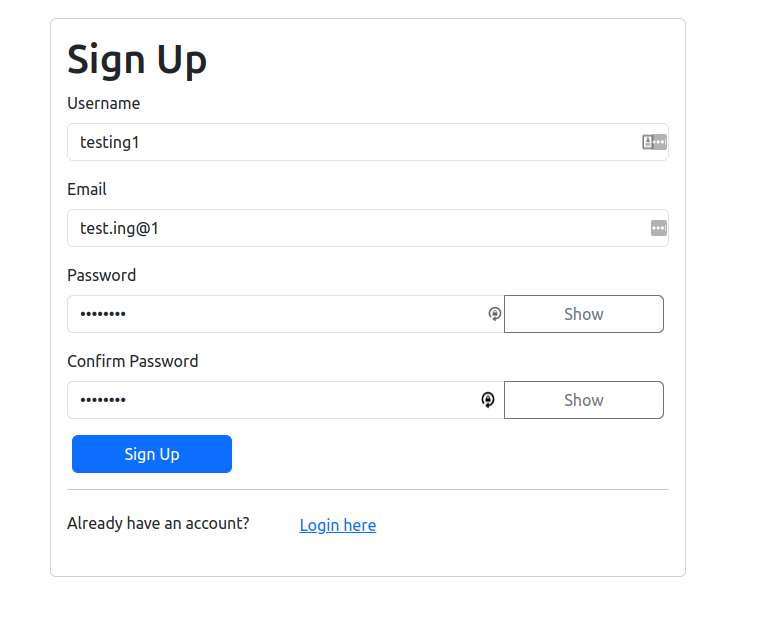 Sign Up
Username
testing1
Email
test.ing@1
Password
•••••••• Show
Confirm Password
•••••••• Show
Sign Up
Already have an account? Login here